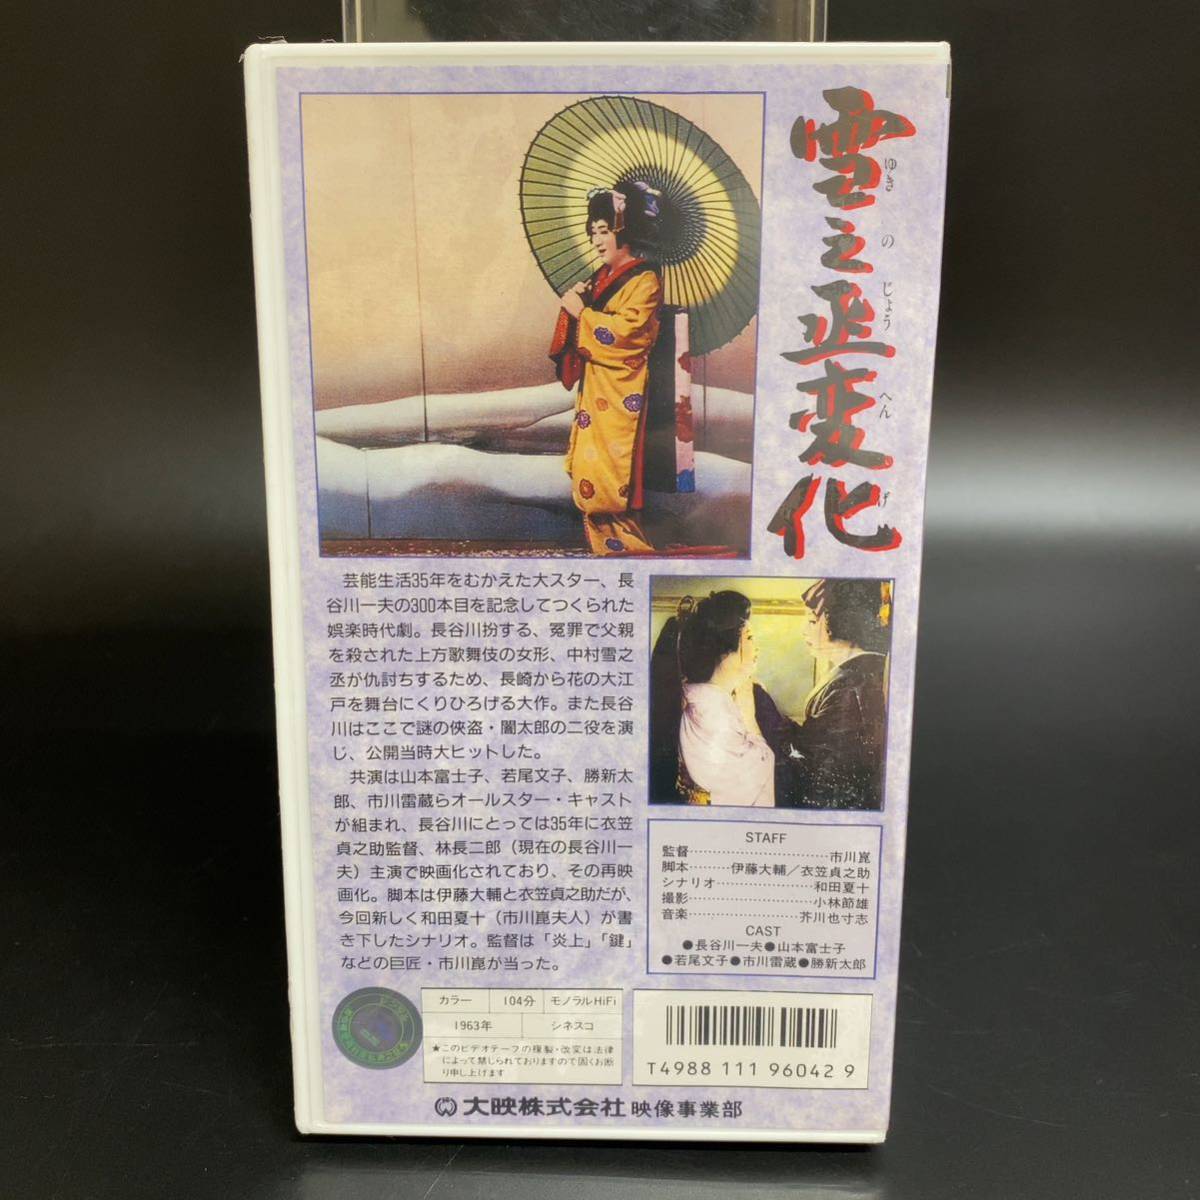 雪之丞変化
ゆきのじょうへんげ
芸能生活35年をむかえた大スター、長
谷川一夫の300本目を記念してつくられた
娯楽時代劇。長谷川扮する、冤罪で父親
を殺された上方歌舞伎の女形、中村雪之
丞が仇討ちするため、長崎から花の大江
戸を舞台にくりひろげる大作。また長谷
川はここで謎の侠盗・闇太郎の二役を演
じ、公開当時大ヒットした。
共演は山本富士子、若尾文子、勝新太
郎、市川雷蔵らオールスター・キャスト
が組まれ、長谷川にとっては35年に衣笠
貞之助監督、林長二郎（現在の長谷川一
夫）主演で映画化されており、その再映
画化。脚本は伊藤大輔と衣笠貞之助だが、
今回新しく和田夏十（市川崑夫人）が書
き下したシナリオ。監督は「炎上」「鍵」
などの巨匠・市川崑が当った。
STAFF
監督…………………………市川崑
脚本………伊藤大輔／衣笠貞之助
シナリオ…………………和田夏十
撮影………………………小林節雄
音楽……………………芥川也寸志
CAST
●長谷川一夫●山本富士子
●若尾文子●市川雷蔵●勝新太郎
カラー 104分 モノラルHiFi
1963年 シネスコ
★このビデオテープの複製・改変は法律
によって禁じられておりますので固くお断
り申し上げます
T4988 111 96042 9
大映株式会社 映像事業部